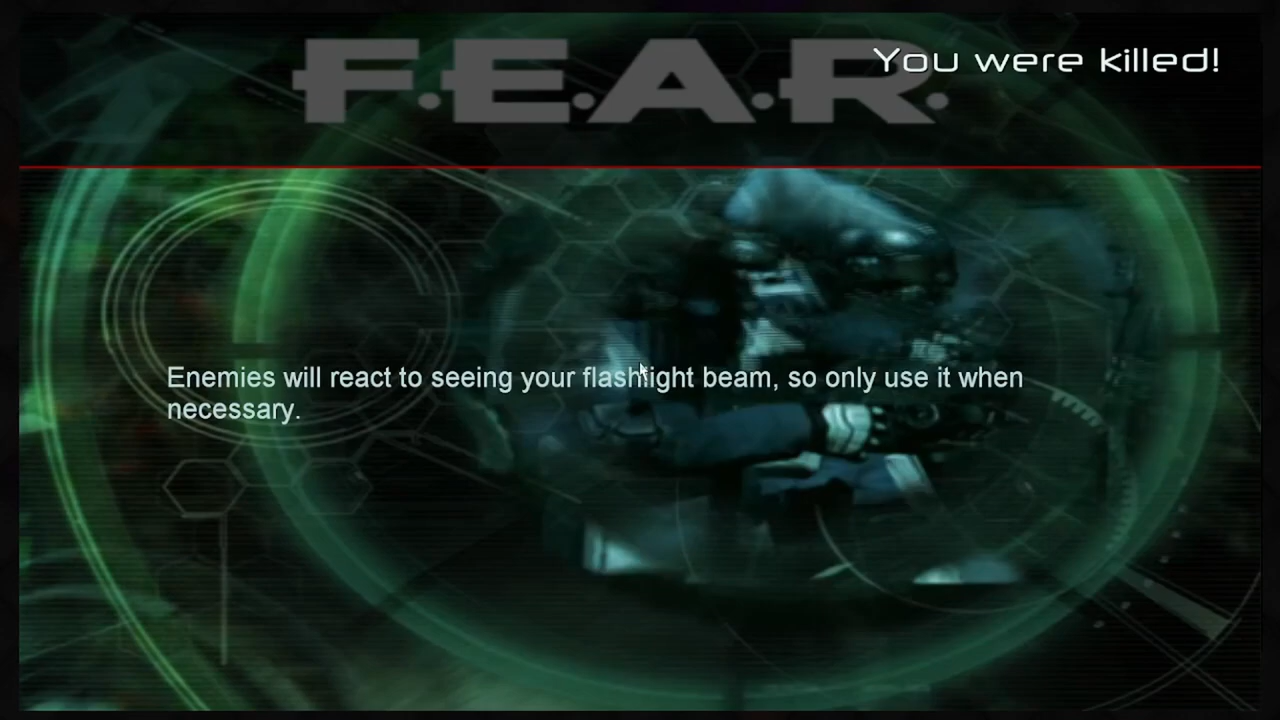 F.E.A.R.
You were killed!
Enemies will react to seeing your flashlight beam, so only use it when
necessary.